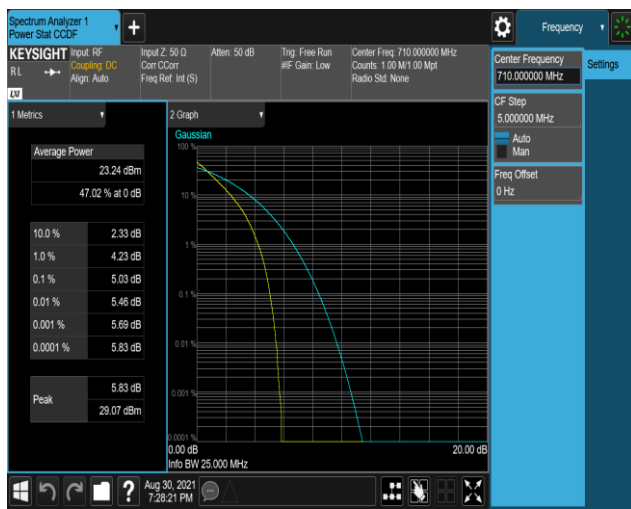 Spectrum Analyzer 1
Power Stat CCDF
Frequency
KEYSIGHT
RL
LXI
Input: RF
Coupling: DC
Align: Auto
Input Z: 50 Ω
Corr CCorr
Freq Ref: Int (S)
Atten: 50 dB
Trig: Free Run
#IF Gain: Low
Center Freq: 710.000000 MHz
Counts: 1.00 M/1.00 Mpt
Radio Std: None
Center Frequency
710.000000 MHz
Settings
CF Step
5.000000 MHz
Auto
Man
Freq Offset
0 Hz
1 Metrics
Average Power
23.24 dBm
47.02 % at 0 dB
10.0 % 2.33 dB
1.0 % 4.23 dB
0.1 % 5.03 dB
0.01 % 5.46 dB
0.001 % 5.69 dB
0.0001 % 5.83 dB
Peak
5.83 dB
29.07 dBm
2 Graph
Gaussian
100 %
10 %
1 %
0.1 %
0.01 %
0.001 %
0.0001 %
0.00 dB 20.00 dB
Info BW 25.000 MHz
?
Aug 30, 2021
7:28:21 PM